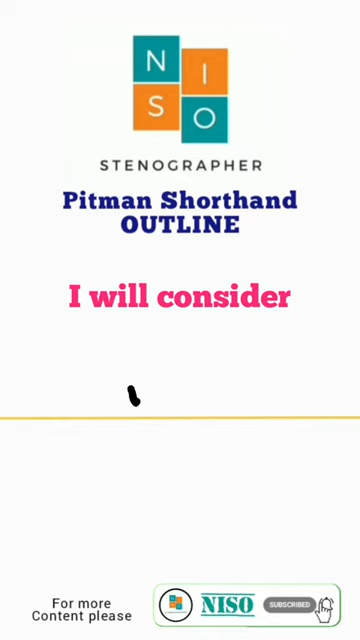 N I
S O
STENOGRAPHER
Pitman Shorthand
OUTLINE
I will consider
For more
Content please
NISO
SUBSCRIBED